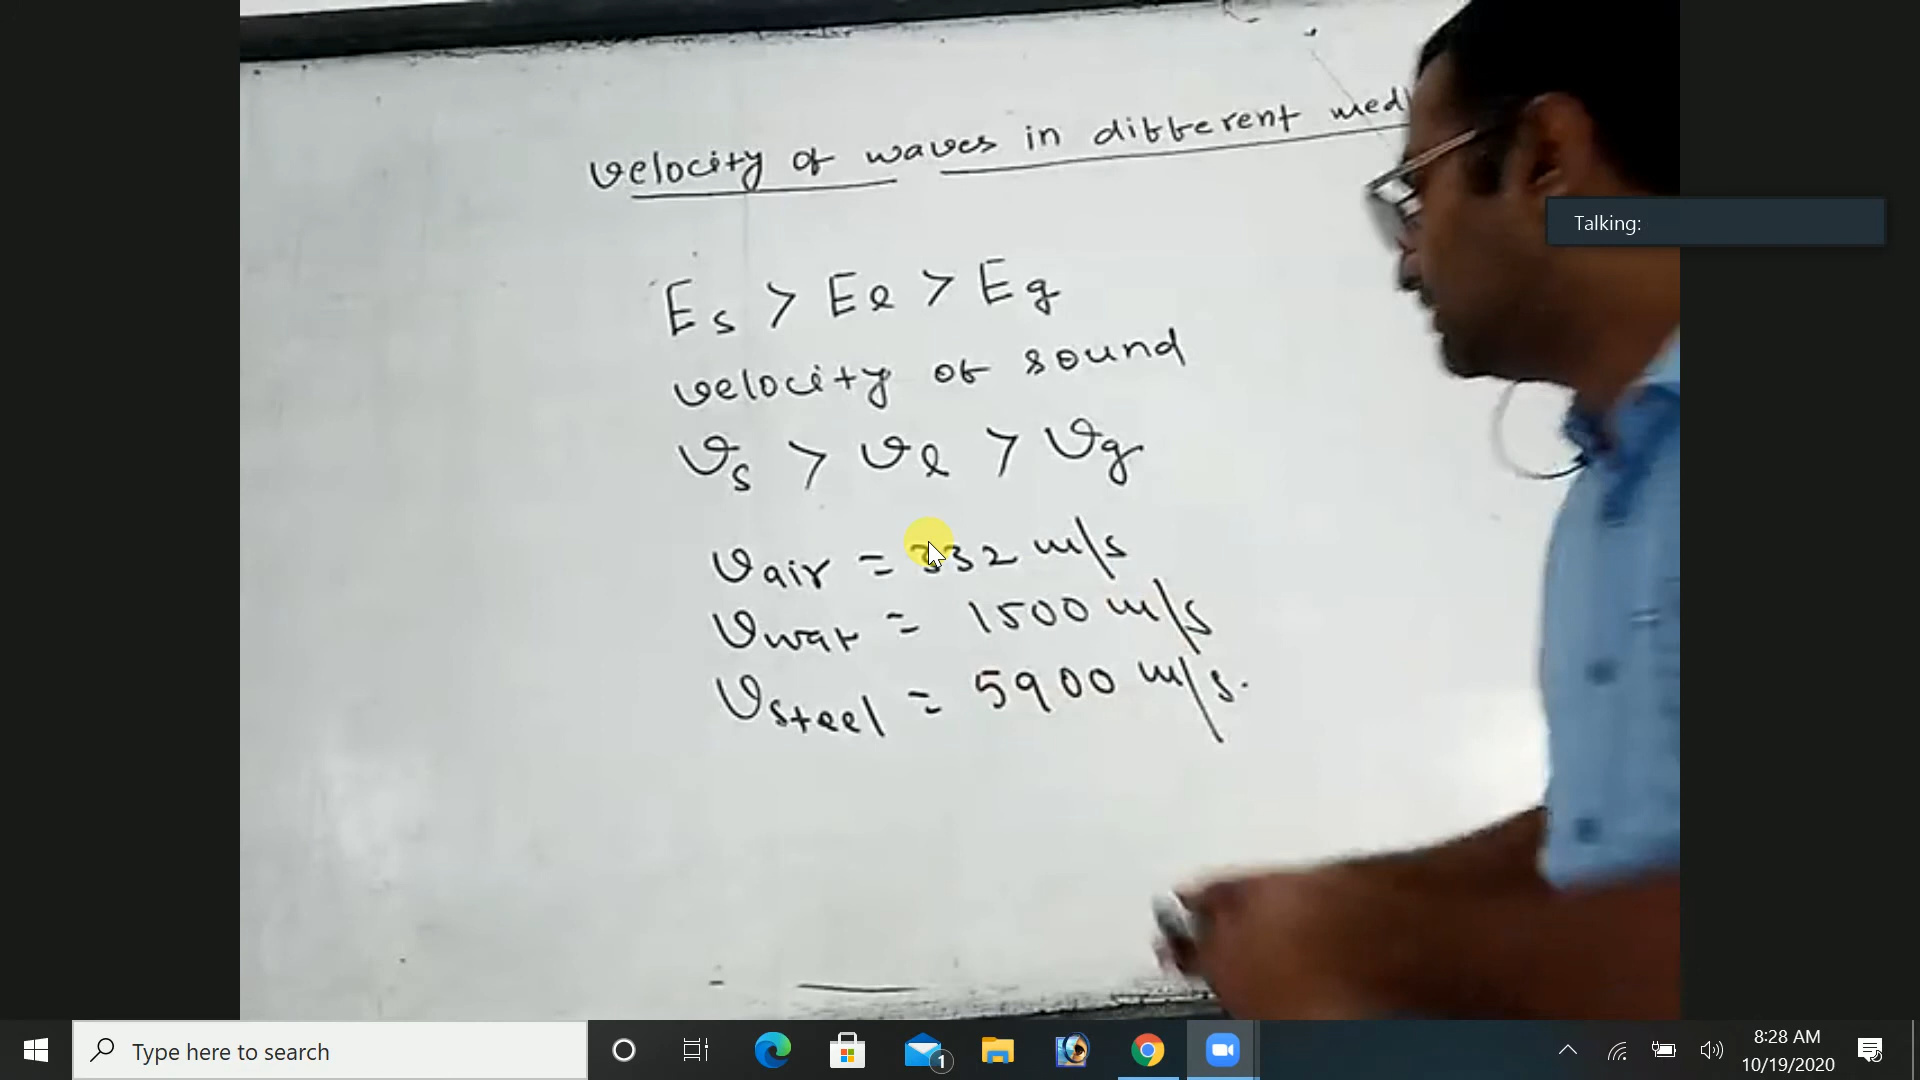 velocity of waves in different med
Es > El > Eg
velocity of sound
vs > vl > vg
Talking:
vair = 332 m/s
vwar = 1500 m/s
vsteel = 5900 m/s.
Type here to search
1
8:28 AM
10/19/2020